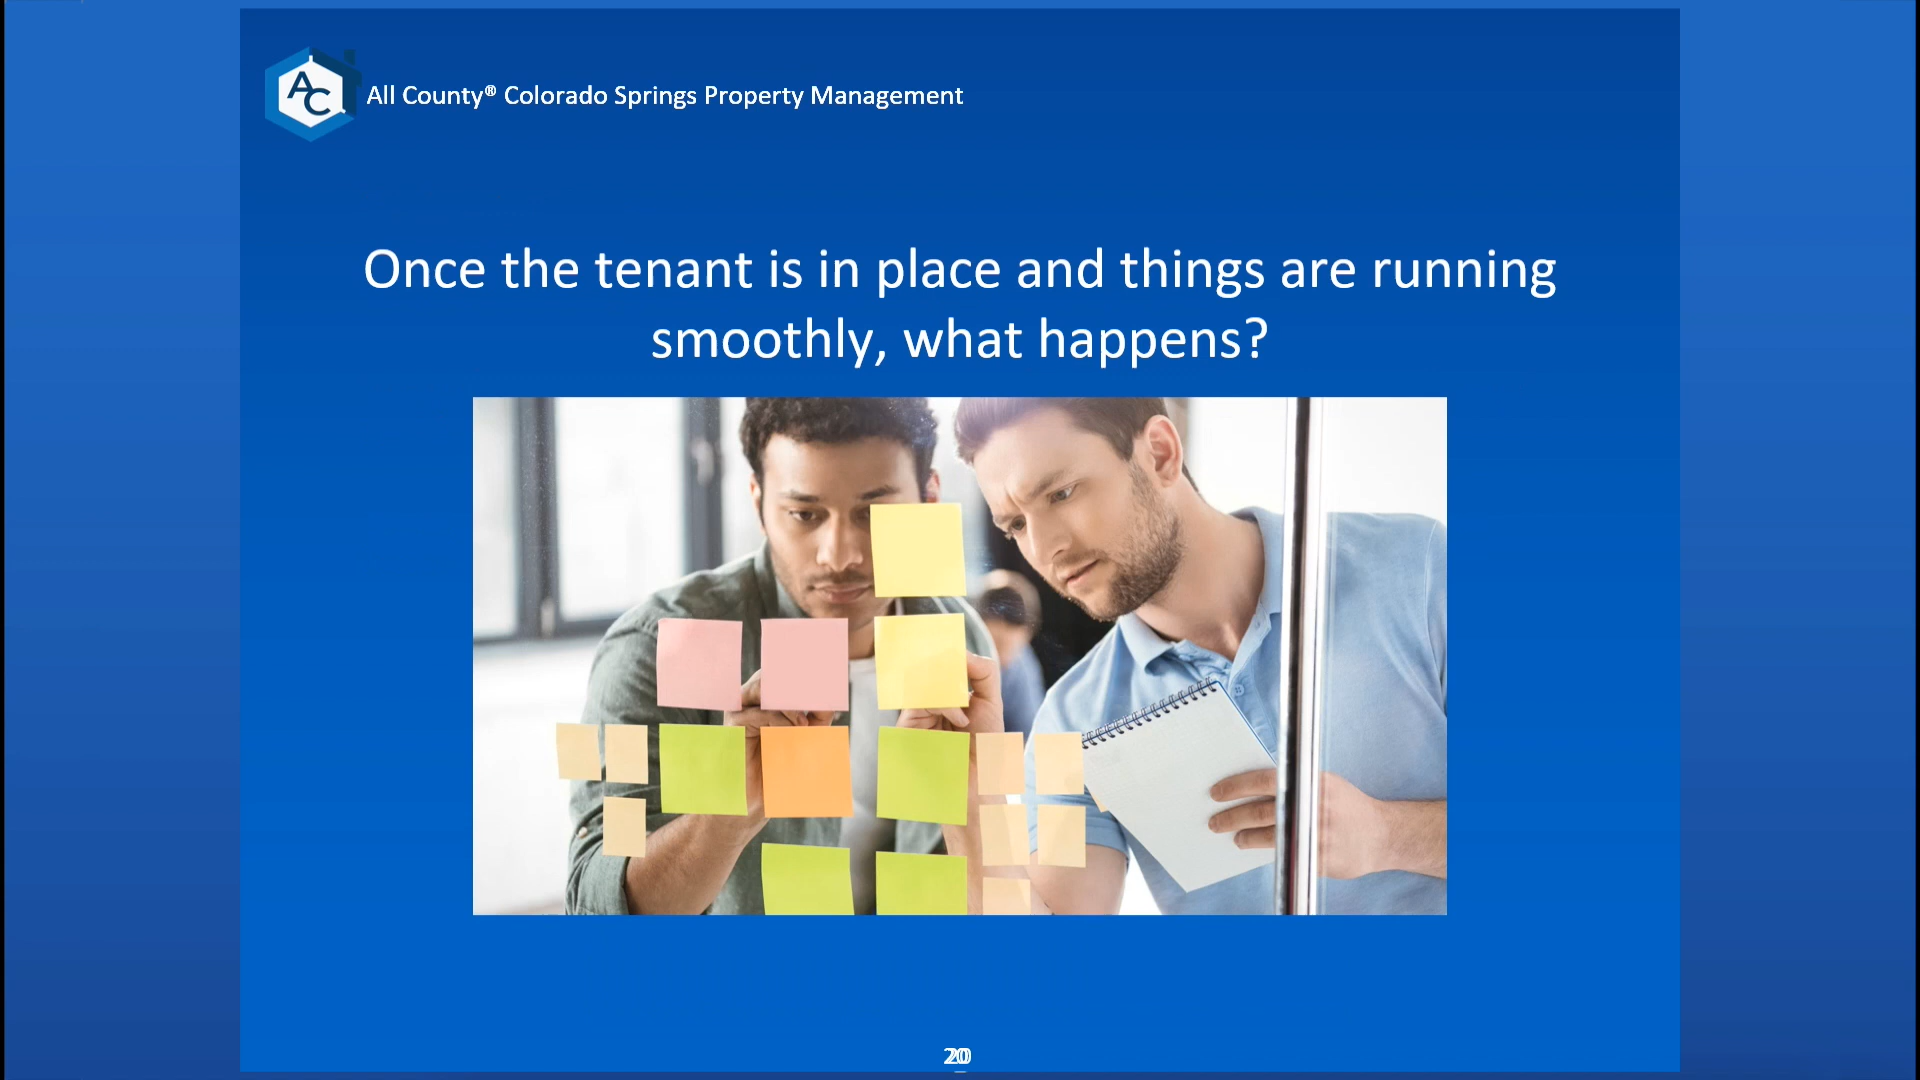 AC
All County® Colorado Springs Property Management
Once the tenant is in place and things are running
smoothly, what happens?
20